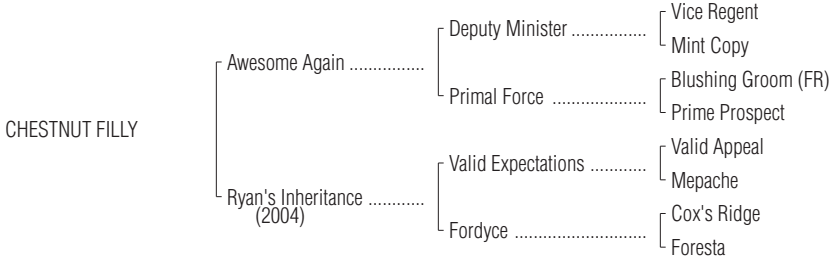 Vice Regent
Deputy Minister ................
Mint Copy
Awesome Again ................
Blushing Groom (FR)
Primal Force ....................
Prime Prospect
CHESTNUT FILLY
Valid Appeal
Valid Expectations ............
Mepache
Ryan's Inheritance ............
(2004)
Cox's Ridge
Fordyce ............................
Foresta